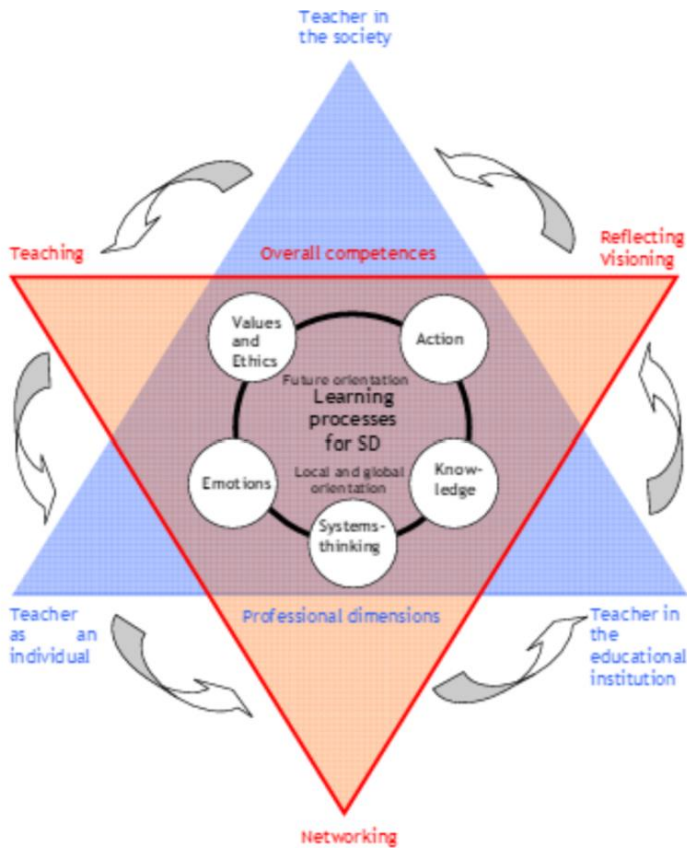 Teacher in
the society
Teaching
Overall competences
Reflecting
Visioning
Values
and
Ethics
Action
Future orientation
Learning
processes
for SD
Local and global
orientation
Emotions
Know-
ledge
Systems-
thinking
Teacher
as an
individual
Professional dimensions
Teacher in
the
educational
institution
Networking